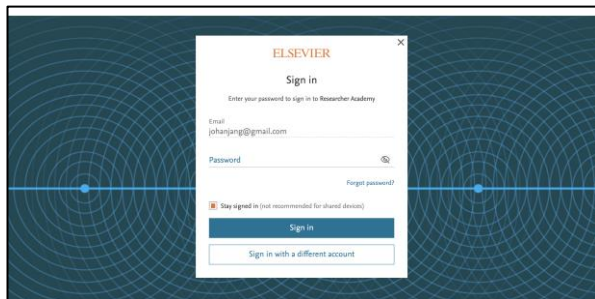 ELSEVIER
Sign in
Enter your password to sign in to Researcher Academy
Email
johanjang@gmail.com
Password
Forgot password?
Stay signed in (not recommended for shared devices)
Sign in
Sign in with a different account